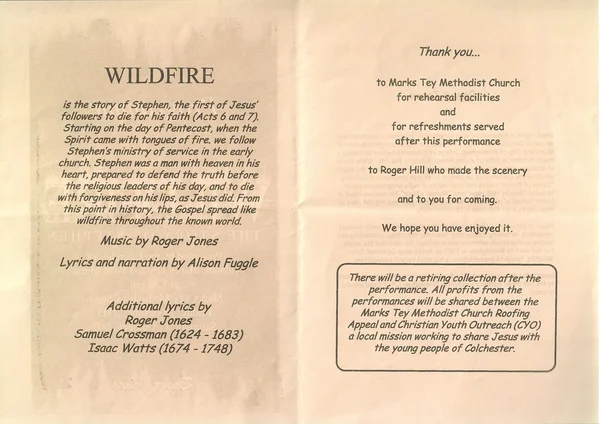 WILDFIRE
is the story of Stephen, the first of Jesus'
followers to die for his faith (Acts 6 and 7).
Starting on the day of Pentecost, when the
Spirit came with tongues of fire, we follow
Stephen's ministry of service in the early
church. Stephen was a man with heaven in his
heart, prepared to defend the truth before
the religious leaders of his day, and to die
with forgiveness on his lips, as Jesus did. From
this point in history, the Gospel spread like
wildfire throughout the known world.
Music by Roger Jones
Lyrics and narration by Alison Fuggle
Additional lyrics by
Roger Jones
Samuel Crossman (1624 - 1683)
Isaac Watts (1674 - 1748)
Thank you...
to Marks Tey Methodist Church
for rehearsal facilities
and
for refreshments served
after this performance
to Roger Hill who made the scenery
and to you for coming.
We hope you have enjoyed it.
There will be a retiring collection after the
performance. All profits from the
performances will be shared between the
Marks Tey Methodist Church Roofing
Appeal and Christian Youth Outreach (CYO)
a local mission working to share Jesus with
the young people of Colchester.